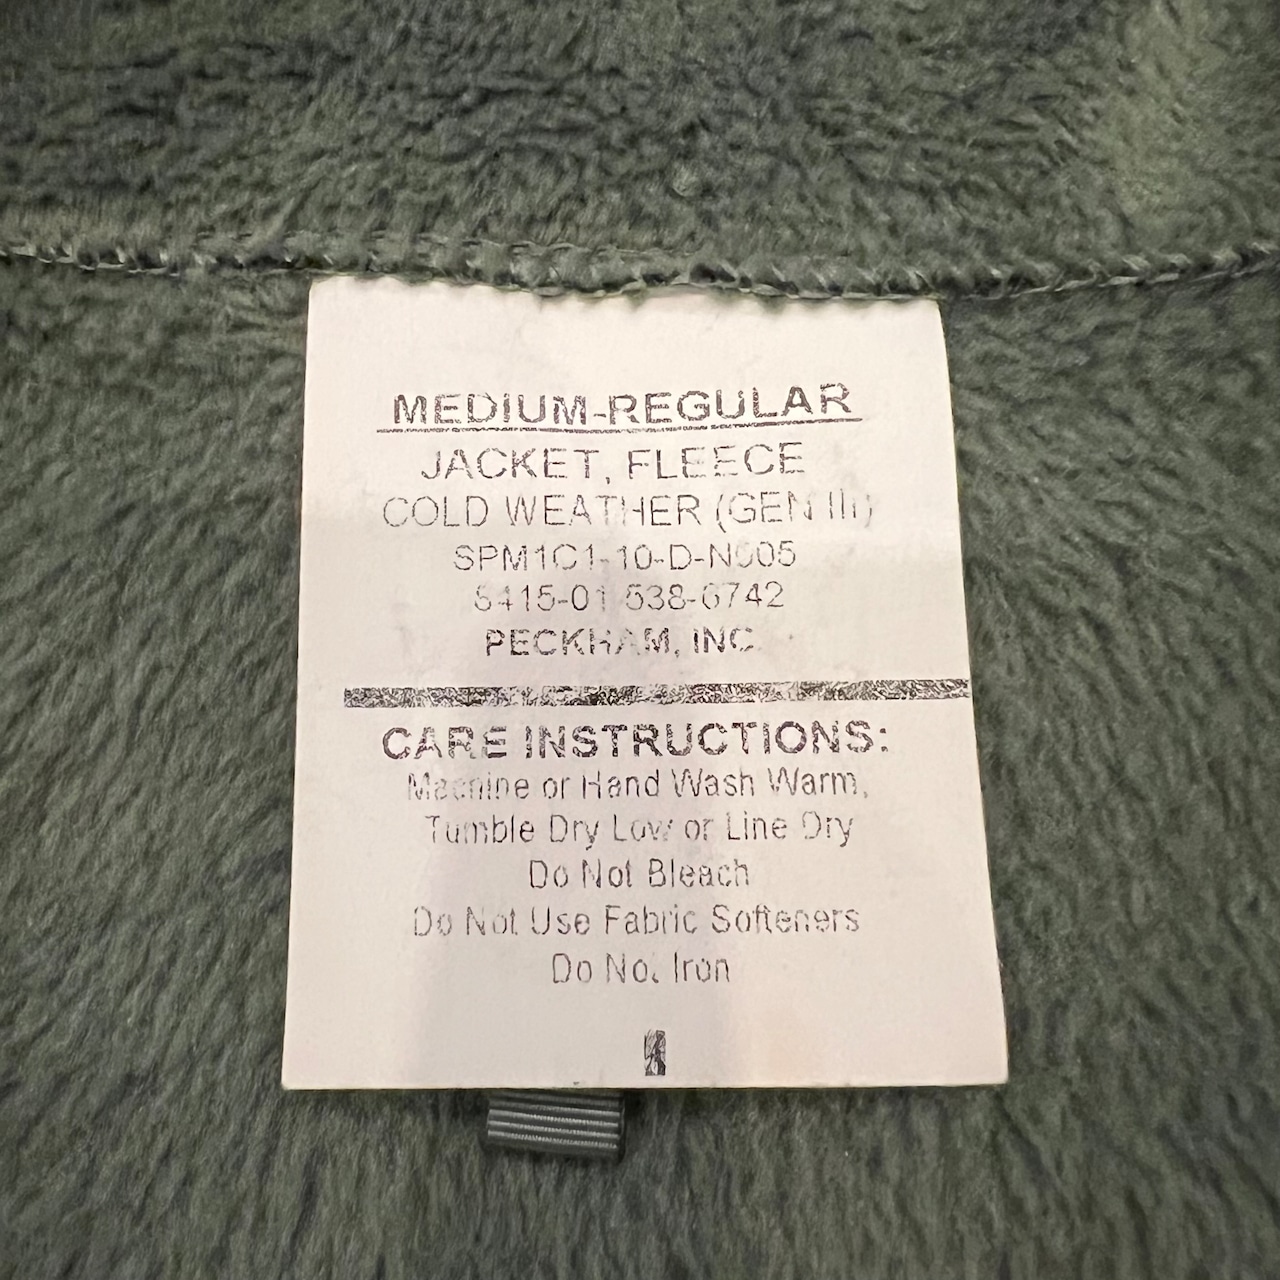 MEDIUM-REGULAR
JACKET, FLEECE
COLD WEATHER (GEN III)
SPM1C1-10-D-N005
8415-01 538-6742
PECKHAM, INC.
CARE INSTRUCTIONS:
Machine or Hand Wash Warm,
Tumble Dry Low or Line Dry
Do Not Bleach
Do Not Use Fabric Softeners
Do Not Iron